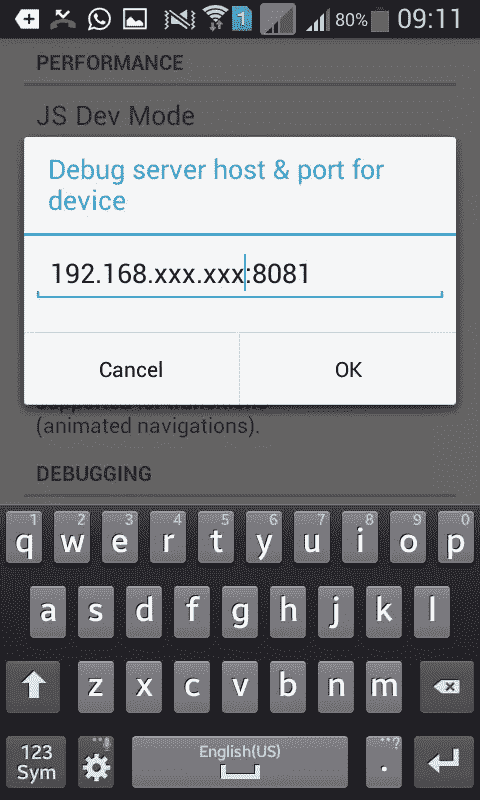 1 80% 09:11
PERFORMANCE
JS Dev Mode
Debug server host & port for
device
192.168.xxx.xxx:8081
Cancel OK
(animated navigations).
DEBUGGING
1 2 3 4 5 6 7 8 9 0
q w e r t y u i o p
a s d f g h j k l
z x c v b n m
123 English(US) ?
Sym .